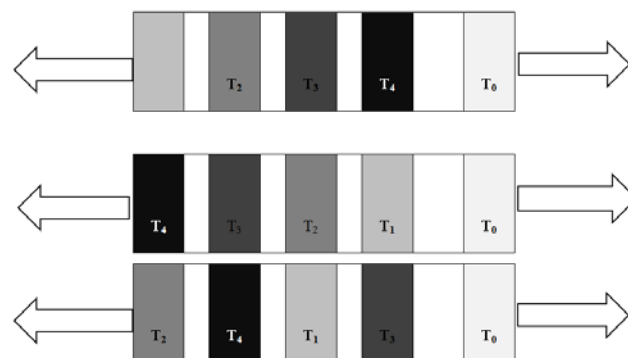 T₂ T₃ T₄ T₀
T₄ T₃ T₂ T₁ T₀
T₂ T₄ T₁ T₃ T₀